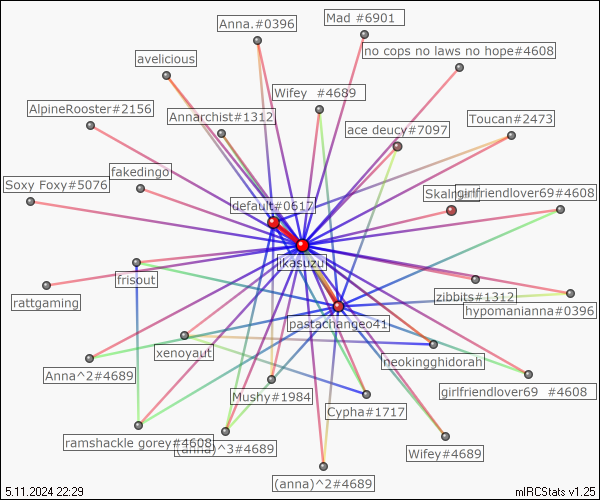 Anna.#0396
Mad #6901
no cops no laws no hope#4608
avelicious
Wifey #4689
AlpineRooster#2156
Annarchist#1312
Toucan#2473
ace deucy#7097
fakedingo
Soxy Foxy#5076
girlfriendlover69#4608
default#0617
jkasuzu
frisout
zibbits#1312
rattgaming
hypomanianna#0396
pastachangeo41
xenoyaut
neokingghidorah
Anna^2#4689
girlfriendlover69 #4608
Mushy#1984
Cypha#1717
ramshackle gorey#4608
(anna)^3#4689
Wifey#4689
(anna)^2#4689
5.11.2024 22:29
mIRCStats v1.25